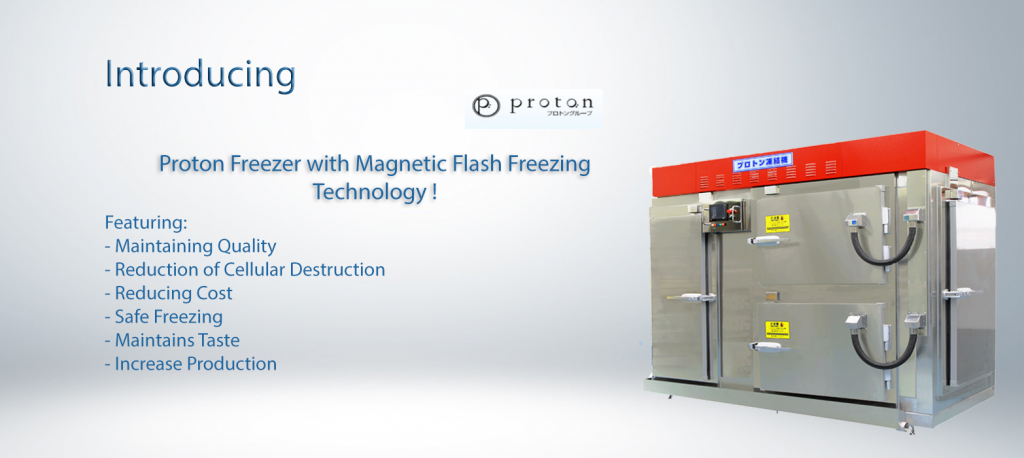 Introducing
proton
プロトングループ
Proton Freezer with Magnetic Flash Freezing
Technology !
Featuring:
- Maintaining Quality
- Reduction of Cellular Destruction
- Reducing Cost
- Safe Freezing
- Maintains Taste
- Increase Production
プロトン凍結機